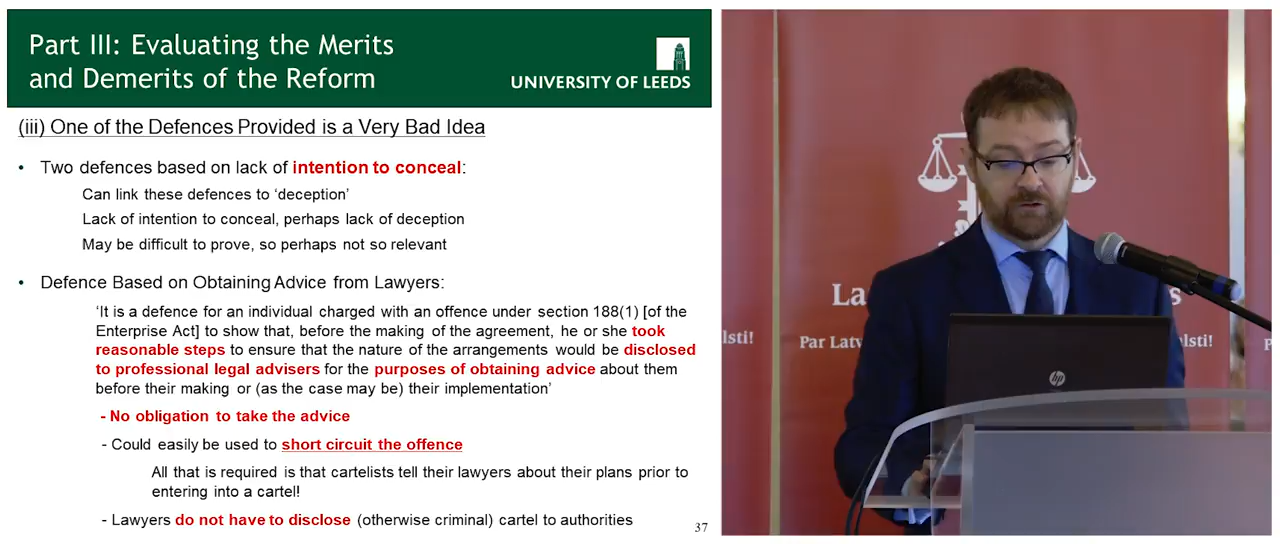 Part III: Evaluating the Merits
and Demerits of the Reform
UNIVERSITY OF LEEDS
(iii) One of the Defences Provided is a Very Bad Idea
• Two defences based on lack of intention to conceal:
Can link these defences to ‘deception’
Lack of intention to conceal, perhaps lack of deception
May be difficult to prove, so perhaps not so relevant
• Defence Based on Obtaining Advice from Lawyers:
‘It is a defence for an individual charged with an offence under section 188(1) [of the
Enterprise Act] to show that, before the making of the agreement, he or she took
reasonable steps to ensure that the nature of the arrangements would be disclosed
to professional legal advisers for the purposes of obtaining advice about them
before their making or (as the case may be) their implementation’
- No obligation to take the advice
- Could easily be used to short circuit the offence
All that is required is that cartelists tell their lawyers about their plans prior to
entering into a cartel!
- Lawyers do not have to disclose (otherwise criminal) cartel to authorities
37
La
s
lsti!
Par Latv
alsti!
P
hp